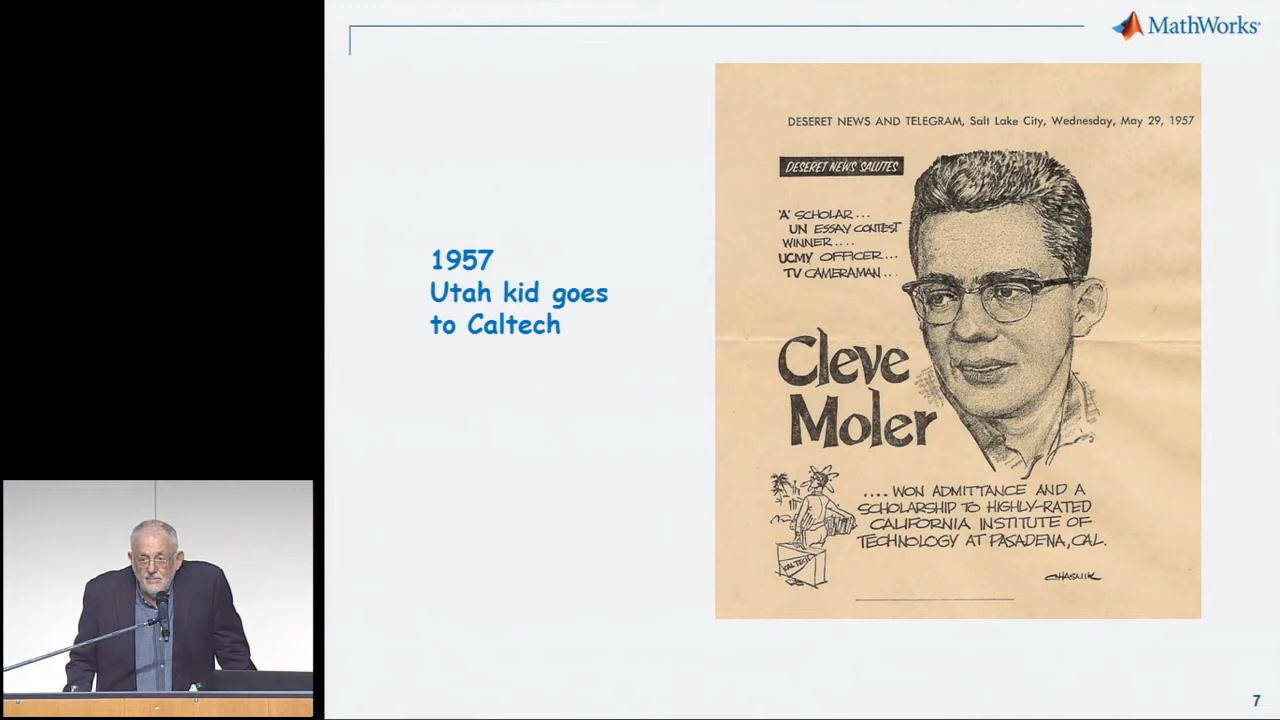 MathWorks
DESERET NEWS AND TELEGRAM, Salt Lake City, Wednesday, May 29, 1957
DESERET NEWS SALUTES
'A' SCHOLAR...
UN ESSAY CONTEST
WINNER....
UCMY OFFICER...
TV CAMERAMAN...
1957
Utah kid goes
to Caltech
Cleve
Moler
....WON ADMITTANCE AND A
SCHOLARSHIP TO HIGHLY-RATED
CALIFORNIA INSTITUTE OF
TECHNOLOGY AT PASADENA, CAL.
CAL TECH
7